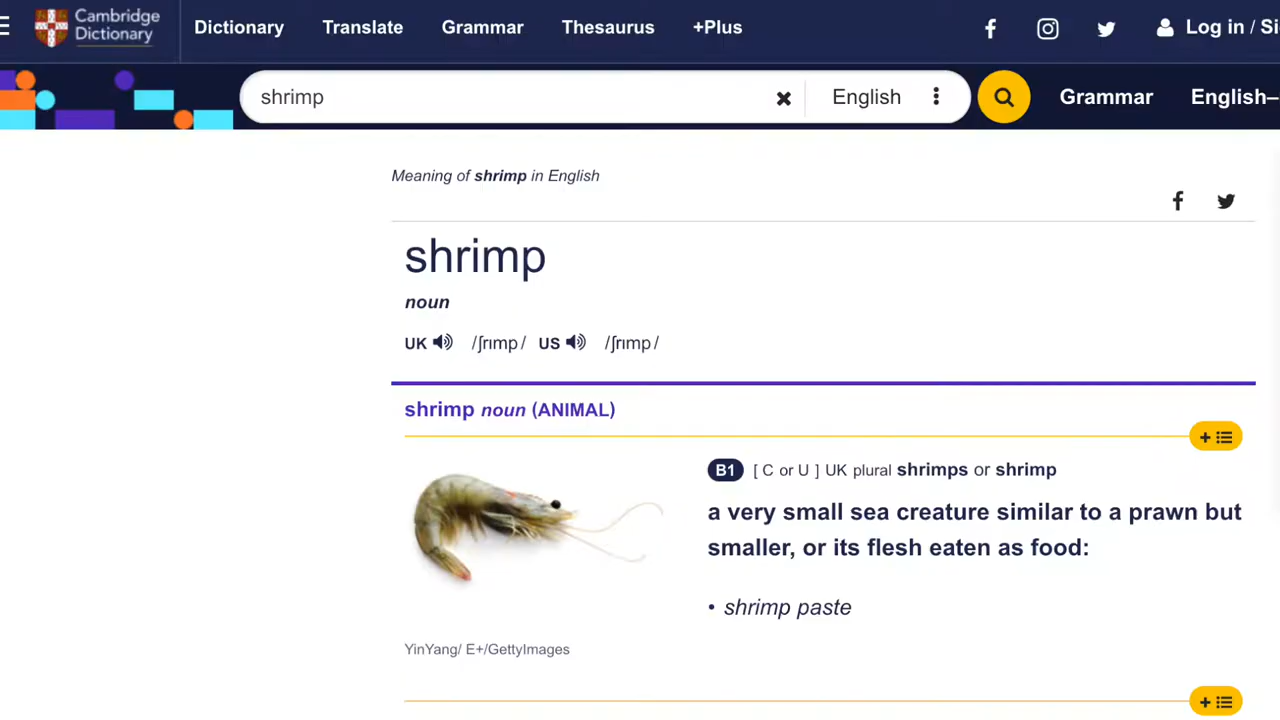 Cambridge
Dictionary
Dictionary Translate Grammar Thesaurus +Plus Log in / Si
shrimp English Grammar English–
Meaning of shrimp in English
shrimp
noun
UK /ʃrɪmp/ US /ʃrɪmp/
shrimp noun (ANIMAL)
B1 [ C or U ] UK plural shrimps or shrimp
a very small sea creature similar to a prawn but
smaller, or its flesh eaten as food:
• shrimp paste
YinYang/ E+/GettyImages